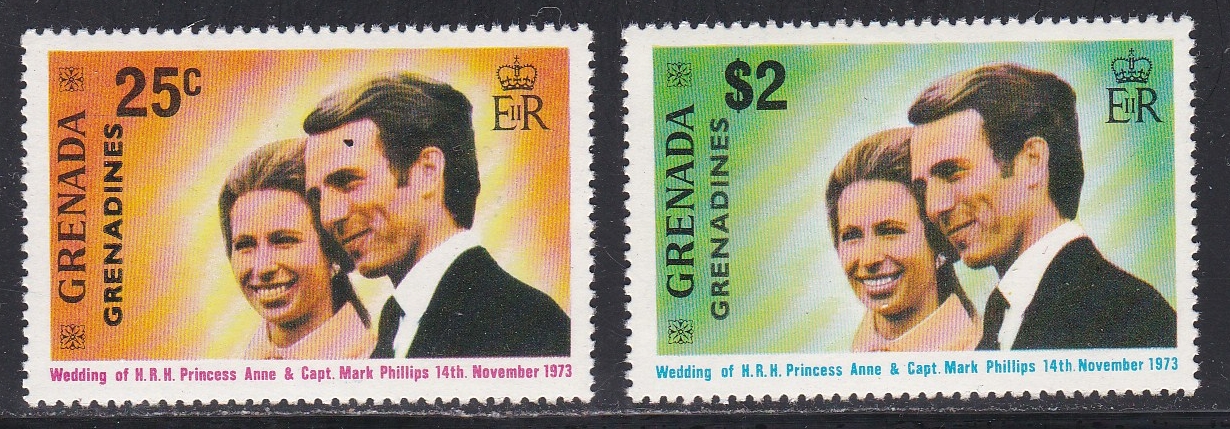 25c
GRENADA
GRENADINES
EIIR
Wedding of H.R.H. Princess Anne & Capt. Mark Phillips 14th. November 1973
$2
GRENADA
GRENADINES
EIIR
Wedding of H.R.H. Princess Anne & Capt. Mark Phillips 14th. November 1973